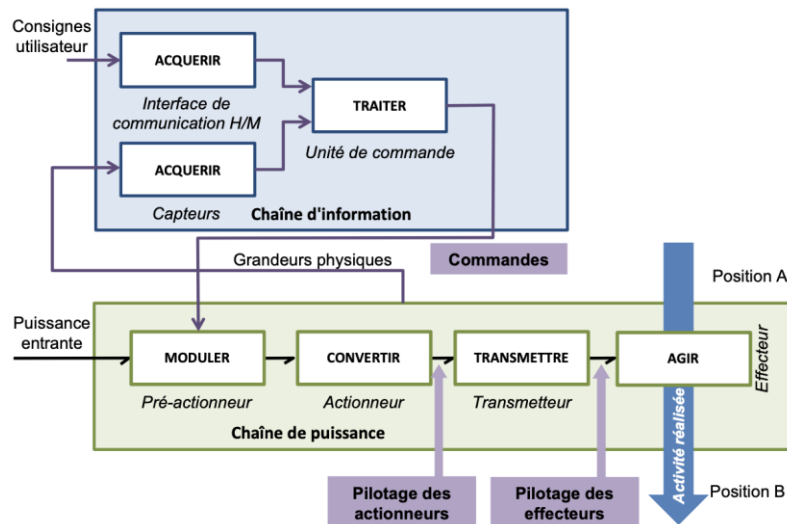 Consignes
utilisateur
ACQUERIR
Interface de
communication H/M
TRAITER
Unité de commande
ACQUERIR
Capteurs
Chaîne d'information
Grandeurs physiques
Commandes
Position A
Puissance
entrante
MODULER
CONVERTIR
TRANSMETTRE
AGIR
Effecteur
Pré-actionneur
Actionneur
Transmetteur
Chaîne de puissance
Activité réalisée
Pilotage des
actionneurs
Pilotage des
effecteurs
Position B